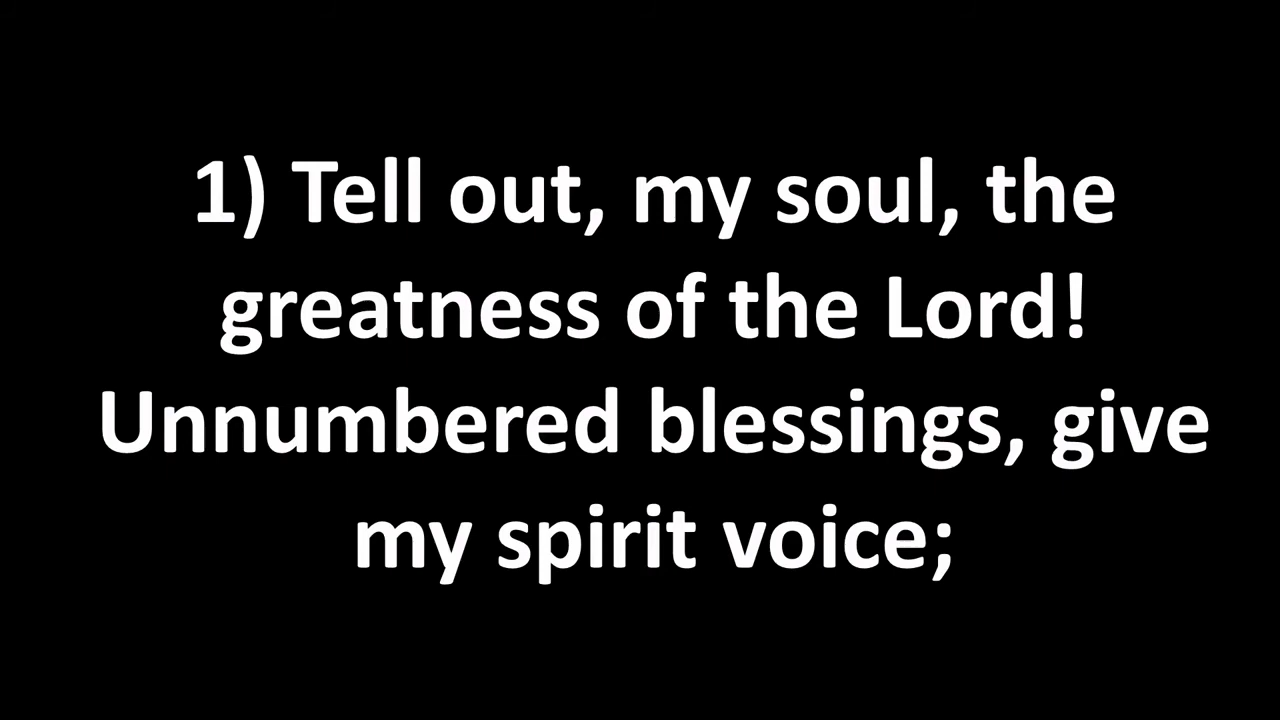 1) Tell out, my soul, the
greatness of the Lord!
Unnumbered blessings, give
my spirit voice;